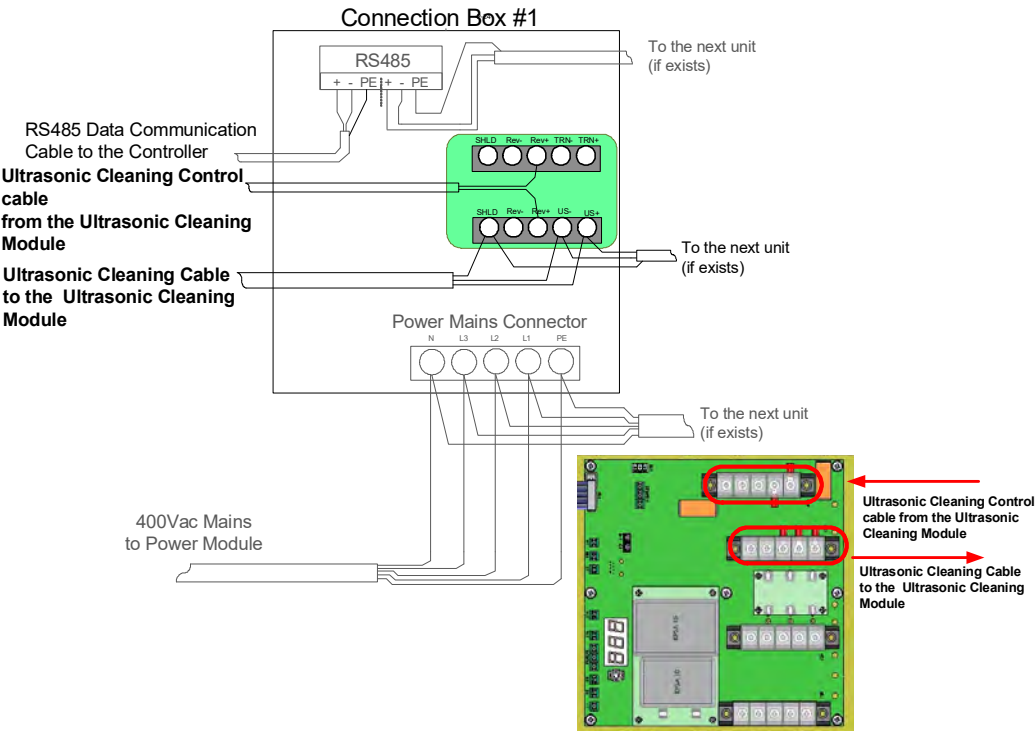 Connection Box #1
RS485
+ - PE + - PE
To the next unit
(if exists)
RS485 Data Communication
Cable to the Controller
Ultrasonic Cleaning Control
cable
from the Ultrasonic Cleaning
Module
SHLD Rev- Rev+ TRN- TRN+
SHLD Rev- Rev+ US- US+
To the next unit
(if exists)
Ultrasonic Cleaning Cable
to the Ultrasonic Cleaning
Module
Power Mains Connector
N L3 L2 L1 PE
To the next unit
(if exists)
400Vac Mains
to Power Module
Ultrasonic Cleaning Control
cable from the Ultrasonic
Cleaning Module
Ultrasonic Cleaning Cable
to the Ultrasonic Cleaning
Module